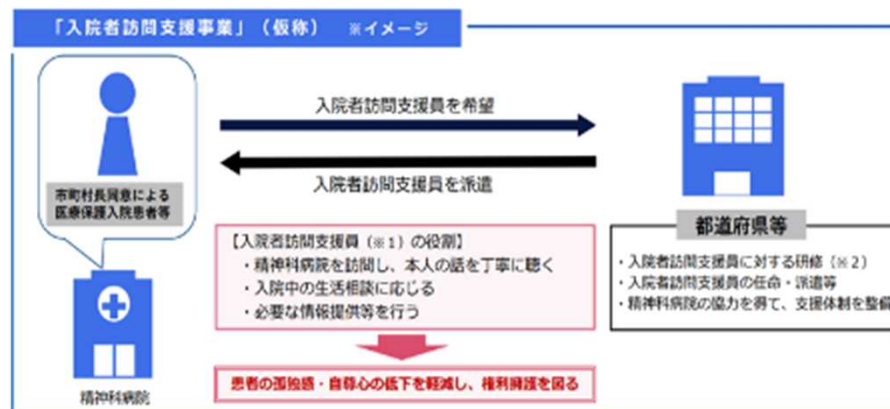 「入院者訪問支援事業」（仮称）　※イメージ
入院者訪問支援員を希望
入院者訪問支援員を派遣
市町村長同意による
医療保護入院患者等
精神科病院
【入院者訪問支援員（※1）の役割】
・精神科病院を訪問し、本人の話を丁寧に聴く
・入院中の生活相談に応じる
・必要な情報提供等を行う
患者の孤独感・自尊心の低下を軽減し、権利擁護を図る
都道府県等
・入院者訪問支援員に対する研修（※2）
・入院者訪問支援員の任命・派遣等
・精神科病院の協力を得て、支援体制を整備